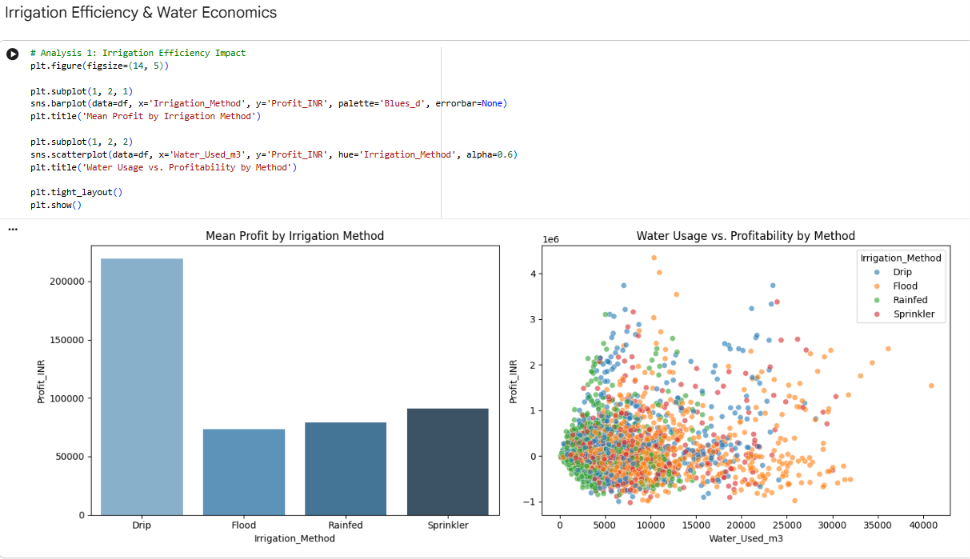 Irrigation Efficiency & Water Economics
# Analysis 1: Irrigation Efficiency Impact
plt.figure(figsize=(14, 5))
plt.subplot(1, 2, 1)
sns.barplot(data=df, x='Irrigation_Method', y='Profit_INR', palette='Blues_d', errorbar=None)
plt.title('Mean Profit by Irrigation Method')
plt.subplot(1, 2, 2)
sns.scatterplot(data=df, x='Water_Used_m3', y='Profit_INR', hue='Irrigation_Method', alpha=0.6)
plt.title('Water Usage vs. Profitability by Method')
plt.tight_layout()
plt.show()
...
Mean Profit by Irrigation Method
Profit_INR
200000
150000
100000
50000
0
Drip Flood Rainfed Sprinkler
Irrigation_Method
Water Usage vs. Profitability by Method
1e6
Irrigation_Method
Drip
Flood
Rainfed
Sprinkler
Profit_INR
4
3
2
1
0
−1
0 5000 10000 15000 20000 25000 30000 35000 40000
Water_Used_m3